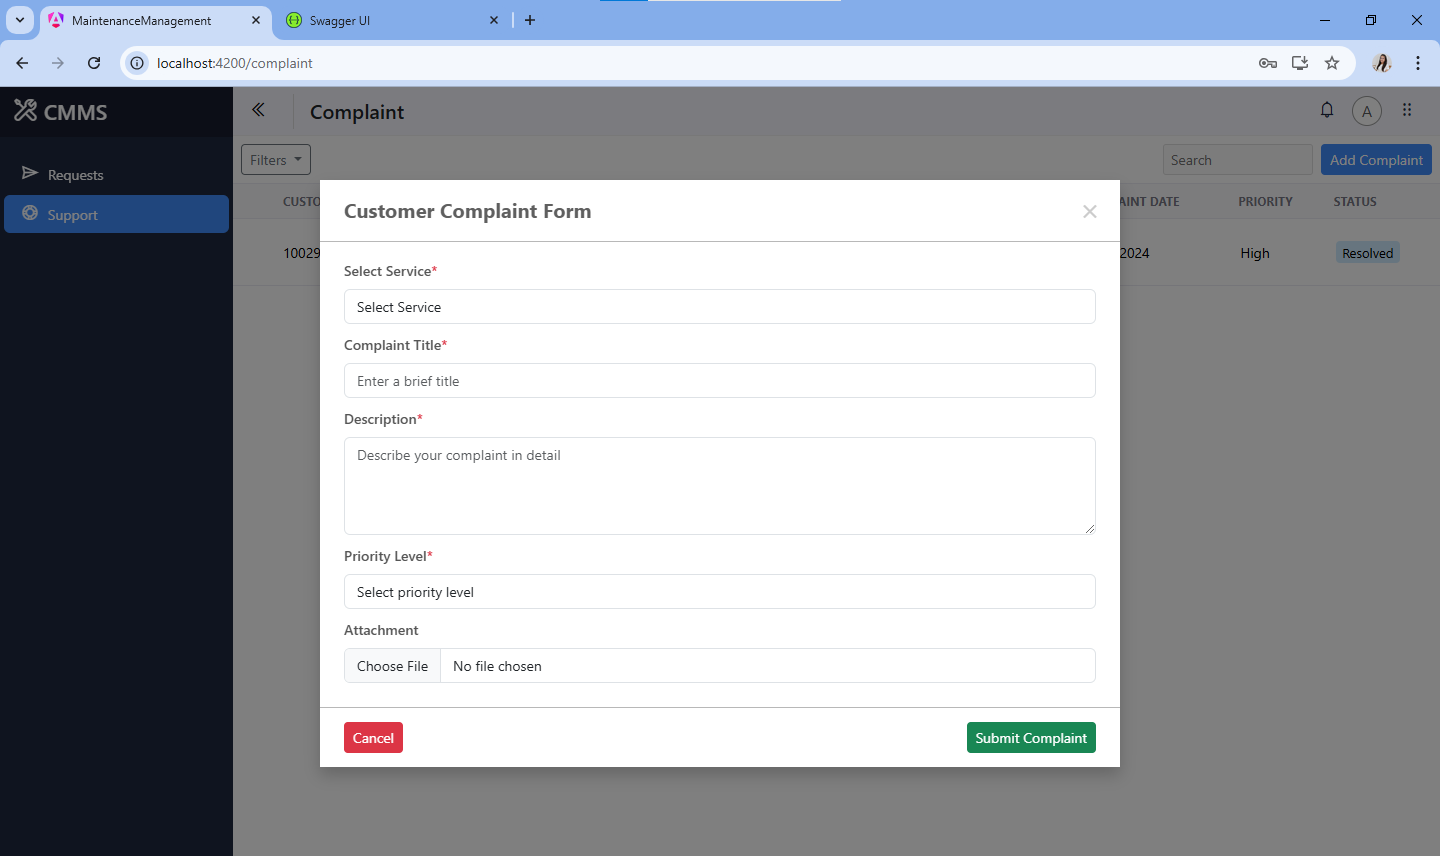 MaintenanceManagement
Swagger UI
localhost:4200/complaint
CMMS
Complaint
A
Requests
Support
Filters
Search
Add Complaint
CUSTO
AINT DATE
PRIORITY
STATUS
10029
2024
High
Resolved
Customer Complaint Form
Select Service*
Select Service
Complaint Title*
Enter a brief title
Description*
Describe your complaint in detail
Priority Level*
Select priority level
Attachment
Choose File
No file chosen
Cancel
Submit Complaint